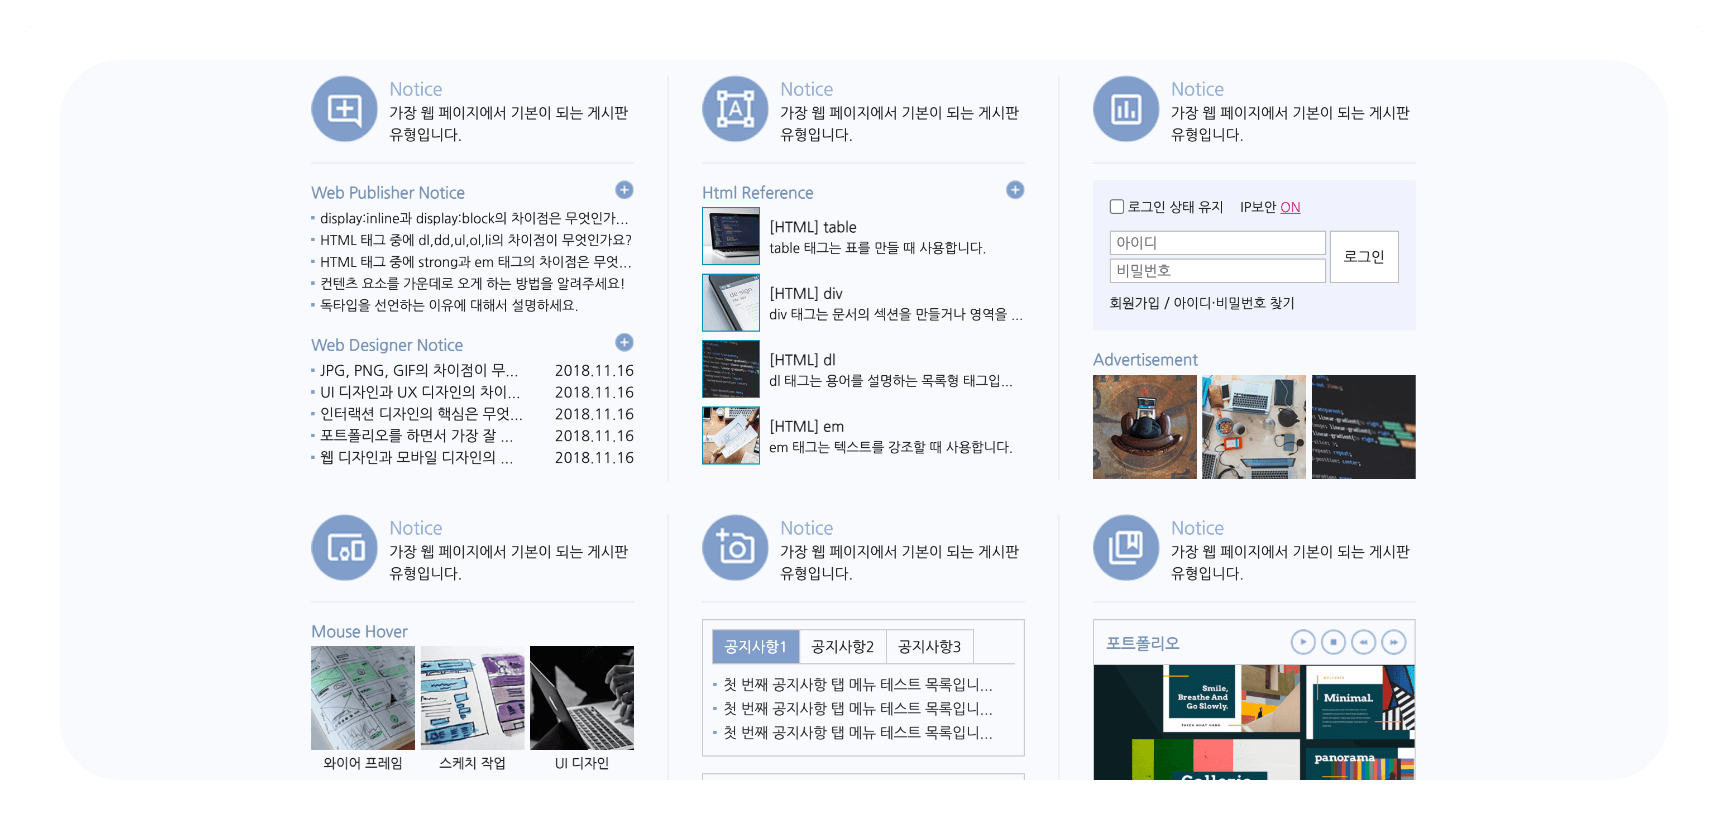 Notice
가장 웹 페이지에서 기본이 되는 게시판
유형입니다.
Web Publisher Notice
display:inline과 display:block의 차이점은 무엇인가...
HTML 태그 중에 dl,dd,ul,ol,li의 차이점이 무엇인가요?
HTML 태그 중에 strong과 em 태그의 차이점은 무엇...
컨텐츠 요소를 가운데로 오게 하는 방법을 알려주세요!
독타입을 선언하는 이유에 대해서 설명하세요.
Web Designer Notice
JPG, PNG, GIF의 차이점이 무... 2018.11.16
UI 디자인과 UX 디자인의 차이... 2018.11.16
인터랙션 디자인의 핵심은 무엇... 2018.11.16
포트폴리오를 하면서 가장 잘 ... 2018.11.16
웹 디자인과 모바일 디자인의 ... 2018.11.16
Notice
가장 웹 페이지에서 기본이 되는 게시판
유형입니다.
Html Reference
[HTML] table
table 태그는 표를 만들 때 사용합니다.
[HTML] div
div 태그는 문서의 섹션을 만들거나 영역을 ...
[HTML] dl
dl 태그는 용어를 설명하는 목록형 태그입...
[HTML] em
em 태그는 텍스트를 강조할 때 사용합니다.
Notice
가장 웹 페이지에서 기본이 되는 게시판
유형입니다.
로그인 상태 유지 IP보안 ON
아이디
비밀번호
로그인
회원가입 / 아이디·비밀번호 찾기
Advertisement
Notice
가장 웹 페이지에서 기본이 되는 게시판
유형입니다.
Mouse Hover
와이어 프레임 스케치 작업 UI 디자인
Notice
가장 웹 페이지에서 기본이 되는 게시판
유형입니다.
공지사항1 공지사항2 공지사항3
첫 번째 공지사항 탭 메뉴 테스트 목록입니...
첫 번째 공지사항 탭 메뉴 테스트 목록입니...
첫 번째 공지사항 탭 메뉴 테스트 목록입니...
Notice
가장 웹 페이지에서 기본이 되는 게시판
유형입니다.
포트폴리오
Smile,
Breathe And
Go Slowly.
Minimal.
panorama